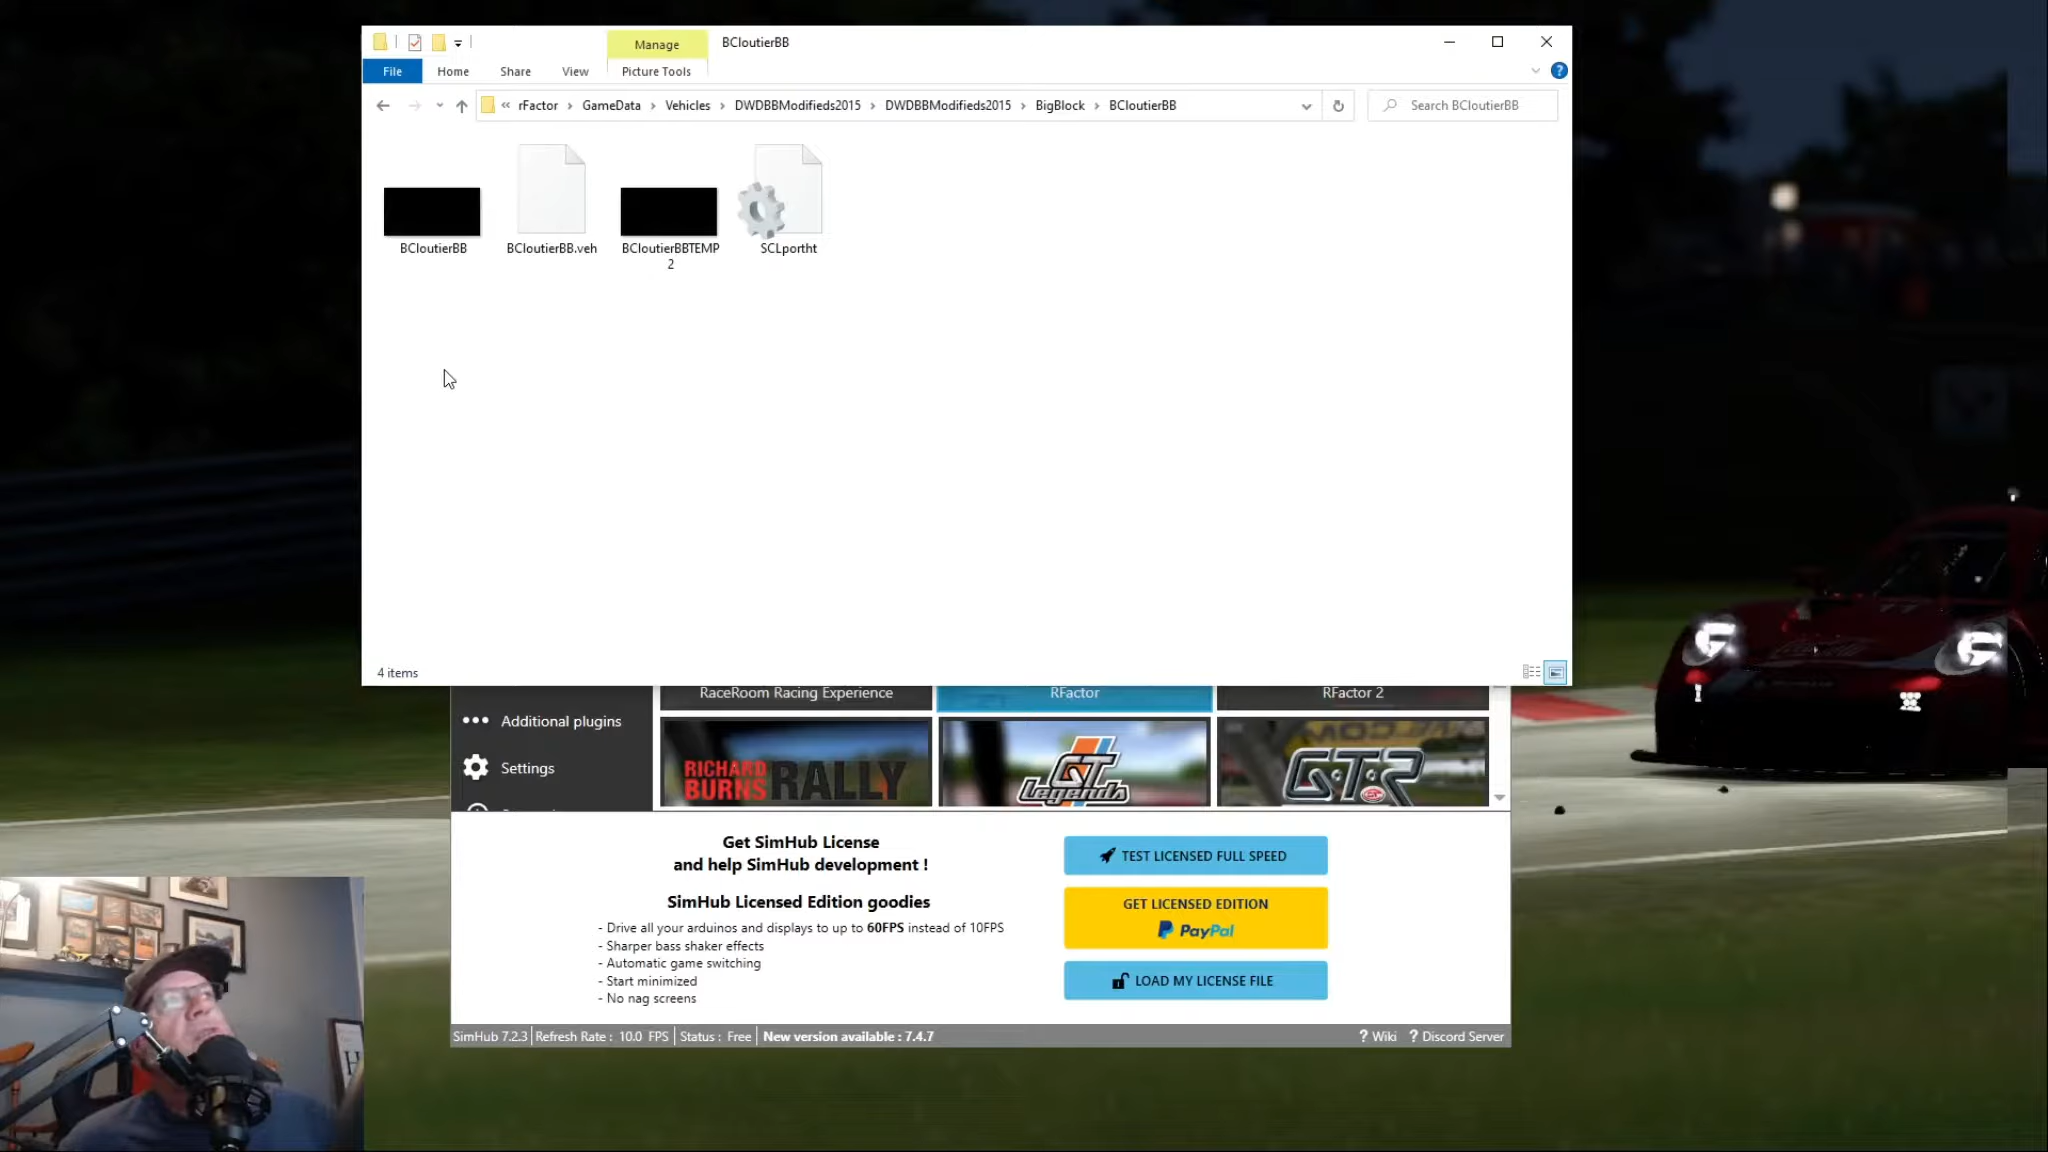 Manage
BCloutierBB
File
Home
Share
View
Picture Tools
« rFactor > GameData > Vehicles > DWDBBModifieds2015 > DWDBBModifieds2015 > BigBlock > BCloutierBB
Search BCloutierBB
BCloutierBB
BCloutierBB.veh
BCloutierBBTEMP
2
SCLportht
4 items
RaceRoom Racing Experience
RFactor
RFactor 2
Additional plugins
Settings
RICHARD
BURNS RALLY
GT
Legends
GTR
Get SimHub License
and help SimHub development !
SimHub Licensed Edition goodies
- Drive all your arduinos and displays to up to 60FPS instead of 10FPS
- Sharper bass shaker effects
- Automatic game switching
- Start minimized
- No nag screens
TEST LICENSED FULL SPEED
GET LICENSED EDITION
PayPal
LOAD MY LICENSE FILE
SimHub 7.2.3 | Refresh Rate : 10.0 FPS | Status : Free | New version available : 7.4.7
? Wiki
? Discord Server